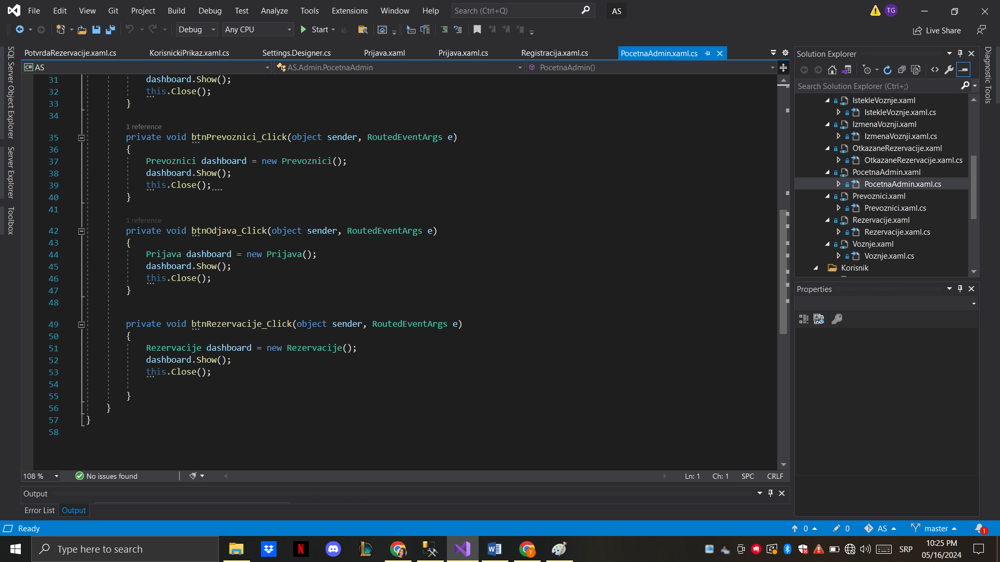 File Edit View Git Project Build Debug Test Analyze Tools Extensions Window Help Search (Ctrl+Q) AS TG
Debug Any CPU Start Live Share
SQL Server Object Explorer
Server Explorer
Toolbox
PotvrdaRezervacije.xaml.cs KorisnickiPrikaz.xaml.cs Settings.Designer.cs Prijava.xaml Prijava.xaml.cs Registracija.xaml.cs PocetnaAdmin.xaml.cs
C# AS AS.Admin.PocetnaAdmin PocetnaAdmin()
31 dashboard.Show();
32 this.Close();
33 }
34
1 reference
35 private void btnPrevoznici_Click(object sender, RoutedEventArgs e)
36 {
37 Prevoznici dashboard = new Prevoznici();
38 dashboard.Show();
39 this.Close();
40 }
41
1 reference
42 private void btnOdjava_Click(object sender, RoutedEventArgs e)
43 {
44 Prijava dashboard = new Prijava();
45 dashboard.Show();
46 this.Close();
47 }
48
49 private void btnRezervacije_Click(object sender, RoutedEventArgs e)
50 {
51 Rezervacije dashboard = new Rezervacije();
52 dashboard.Show();
53 this.Close();
54
55 }
56 }
57 }
58
108 % No issues found Ln: 1 Ch: 1 SPC CRLF
Output
Error List Output
Solution Explorer
Search Solution Explorer (Ctrl+;)
IstekleVoznje.xaml
IstekleVoznje.xaml.cs
IzmenaVoznji.xaml
IzmenaVoznji.xaml.cs
OtkazaneRezervacije.xaml
OtkazaneRezervacije.xaml.cs
PocetnaAdmin.xaml
PocetnaAdmin.xaml.cs
Prevoznici.xaml
Prevoznici.xaml.cs
Rezervacije.xaml
Rezervacije.xaml.cs
Voznje.xaml
Voznje.xaml.cs
Korisnik
Properties
Diagnostic Tools
Ready 0 0 AS master 1
Type here to search SRP 10:25 PM
05/16/2024